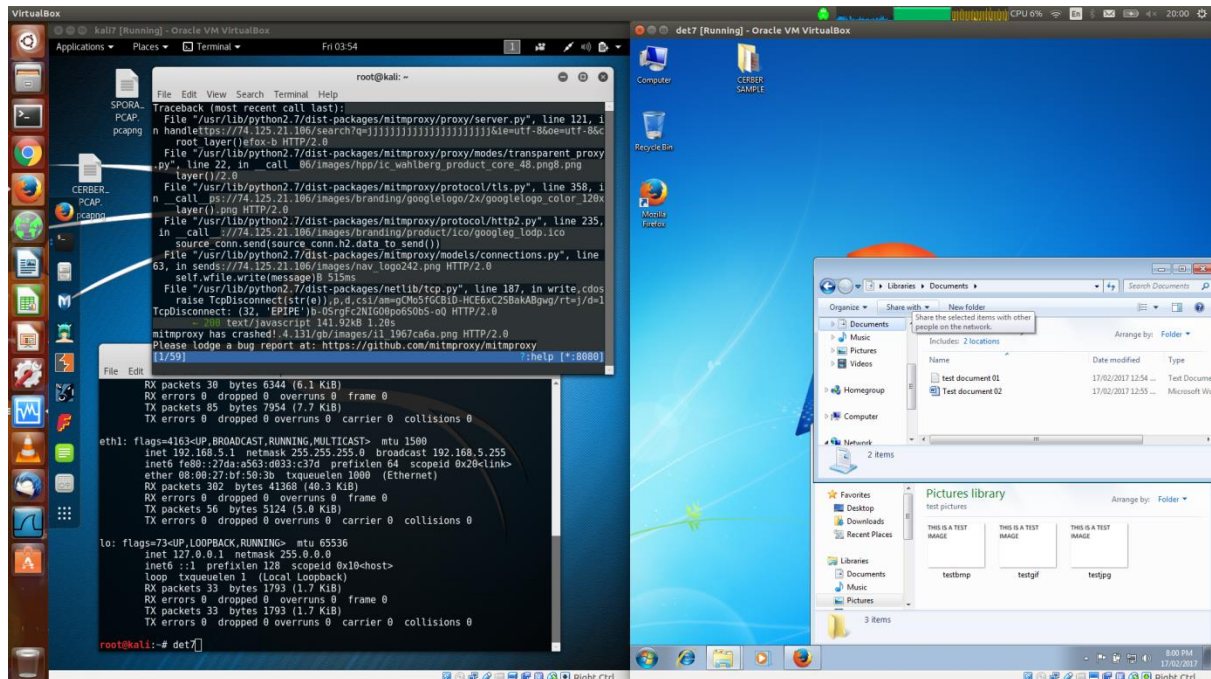 VirtualBox
CPU 6%
En
20:00
kali7 [Running] - Oracle VM VirtualBox
Applications Places Terminal Fri 03:54 1
SPORA_
PCAP.
pcapng
CERBER_
PCAP.
pcapng
root@kali: ~
File Edit View Search Terminal Help
Traceback (most recent call last):
File "/usr/lib/python2.7/dist-packages/mitmproxy/proxy/server.py", line 121, i
n handlettps://74.125.21.106/search?q=jjjjjjjjjjjjjjjjjjjjjj&ie=utf-8&oe=utf-8&c
root_layer()efox-b HTTP/2.0
File "/usr/lib/python2.7/dist-packages/mitmproxy/proxy/modes/transparent_proxy
.py", line 22, in __call__06/images/hpp/ic_wahlberg_product_core_48.png8.png
layer()/2.0
File "/usr/lib/python2.7/dist-packages/mitmproxy/protocol/tls.py", line 358, i
n __call__ps://74.125.21.106/images/branding/googlelogo/2x/googlelogo_color_120x
layer().png HTTP/2.0
File "/usr/lib/python2.7/dist-packages/mitmproxy/protocol/http2.py", line 235,
in __call__://74.125.21.106/images/branding/product/ico/googleg_lodp.ico
source_conn.send(source_conn.h2.data_to_send())
File "/usr/lib/python2.7/dist-packages/mitmproxy/models/connections.py", line
63, in sends://74.125.21.106/images/nav_logo242.png HTTP/2.0
self.wfile.write(message)B 515ms
File "/usr/lib/python2.7/dist-packages/netlib/tcp.py", line 187, in write,cdos
raise TcpDisconnect(str(e)),p,d,csi/am=gCMo5fGCBiD-HCE6xC2SBakABgwg/rt=j/d=1
TcpDisconnect: (32, 'EPIPE')b-OSrgFc2NIGO0po6SObS-oQ HTTP/2.0
← 200 text/javascript 141.92kB 1.20s
mitmproxy has crashed!.4.131/gb/images/i1_1967ca6a.png HTTP/2.0
Please lodge a bug report at: https://github.com/mitmproxy/mitmproxy
[1/59] ?:help [*:8080]
File Edit
RX packets 30 bytes 6344 (6.1 KiB)
RX errors 0 dropped 0 overruns 0 frame 0
TX packets 85 bytes 7954 (7.7 KiB)
TX errors 0 dropped 0 overruns 0 carrier 0 collisions 0
eth1: flags=4163<UP,BROADCAST,RUNNING,MULTICAST> mtu 1500
inet 192.168.5.1 netmask 255.255.255.0 broadcast 192.168.5.255
inet6 fe80::27da:a563:d033:c37d prefixlen 64 scopeid 0x20<link>
ether 08:00:27:bf:50:3b txqueuelen 1000 (Ethernet)
RX packets 302 bytes 41368 (40.3 KiB)
RX errors 0 dropped 0 overruns 0 frame 0
TX packets 56 bytes 5124 (5.0 KiB)
TX errors 0 dropped 0 overruns 0 carrier 0 collisions 0
lo: flags=73<UP,LOOPBACK,RUNNING> mtu 65536
inet 127.0.0.1 netmask 255.0.0.0
inet6 ::1 prefixlen 128 scopeid 0x10<host>
loop txqueuelen 1 (Local Loopback)
RX packets 33 bytes 1793 (1.7 KiB)
RX errors 0 dropped 0 overruns 0 frame 0
TX packets 33 bytes 1793 (1.7 KiB)
TX errors 0 dropped 0 overruns 0 carrier 0 collisions 0
root@kali:~# det7
Right Ctrl
det7 [Running] - Oracle VM VirtualBox
Computer
CERBER
SAMPLE
Recycle Bin
Mozilla
Firefox
Libraries Documents
Search Documents
Organize Share with New folder
Share the selected items with other
people on the network.
Documents
Music
Pictures
Videos
Homegroup
Computer
Network
Includes: 2 locations
Arrange by: Folder
Name Date modified Type
test document 01 17/02/2017 12:54 ... Text Docume
Test document 02 17/02/2017 12:55 ... Microsoft Wo
2 items
Favorites
Desktop
Downloads
Recent Places
Libraries
Documents
Music
Pictures
Pictures library
test pictures
Arrange by: Folder
THIS IS A TEST
IMAGE
testbmp
THIS IS A TEST
IMAGE
testgif
THIS IS A TEST
IMAGE
testjpg
3 items
8:00 PM
17/02/2017
Right Ctrl